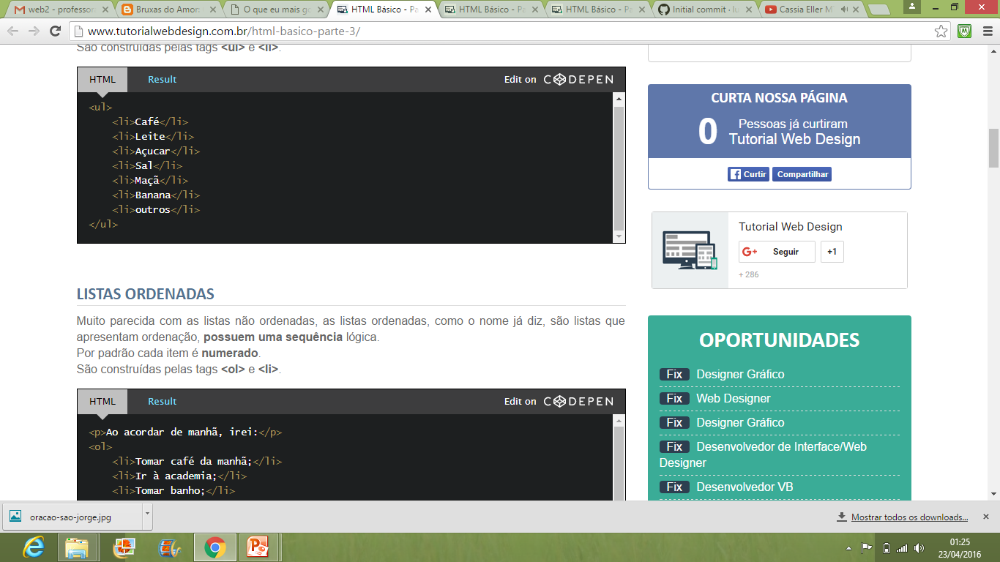 web2 - professor
Bruxas do Amor:
O que eu mais go
HTML Básico - Pa
HTML Básico - Pa
HTML Básico - Pa
Initial commit · lu
Cassia Eller M
www.tutorialwebdesign.com.br/html-basico-parte-3/
São construídas pelas tags <ul> e <li>.
HTML
Result
Edit on CODEPEN
<ul>
<li>Café</li>
<li>Leite</li>
<li>Açucar</li>
<li>Sal</li>
<li>Maçã</li>
<li>Banana</li>
<li>outros</li>
</ul>
LISTAS ORDENADAS
Muito parecida com as listas não ordenadas, as listas ordenadas, como o nome já diz, são listas que
apresentam ordenação, possuem uma sequência lógica.
Por padrão cada item é numerado.
São construídas pelas tags <ol> e <li>.
HTML
Result
Edit on CODEPEN
<p>Ao acordar de manhã, irei:</p>
<ol>
<li>Tomar café da manhã;</li>
<li>Ir à academia;</li>
<li>Tomar banho;</li>
CURTA NOSSA PÁGINA
0
Pessoas já curtiram
Tutorial Web Design
Curtir
Compartilhar
Tutorial Web Design
G+ Seguir
+1
+ 286
OPORTUNIDADES
Fix Designer Gráfico
Fix Web Designer
Fix Designer Gráfico
Fix Desenvolvedor de Interface/Web
Designer
Fix Desenvolvedor VB
oracao-sao-jorge.jpg
Mostrar todos os downloads...
01:25
23/04/2016